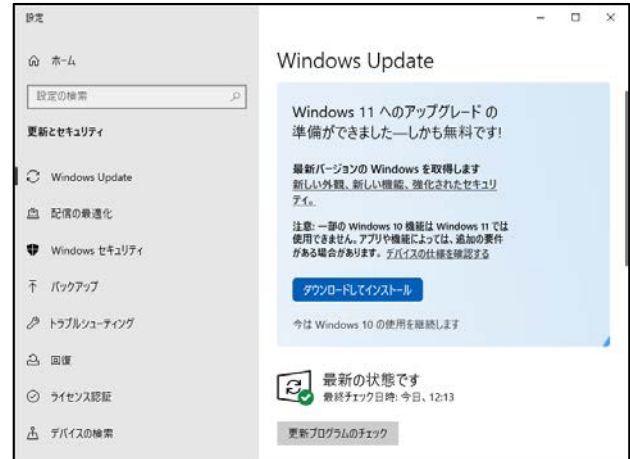 設定
ホーム
設定の検索
更新とセキュリティ
Windows Update
配信の最適化
Windows セキュリティ
バックアップ
トラブルシューティング
回復
ライセンス認証
デバイスの検索
Windows Update
Windows 11 へのアップグレード の
準備ができました—しかも無料です!
最新バージョンの Windows を取得します
新しい外観、新しい機能、強化されたセキュリ
ティ。
注意: 一部の Windows 10 機能は Windows 11 では
使用できません。アプリや機能によっては、追加の要件
がある場合があります。 デバイスの仕様を確認する
ダウンロードしてインストール
今は Windows 10 の使用を継続します
最新の状態です
最終チェック日時: 今日、12:13
更新プログラムのチェック